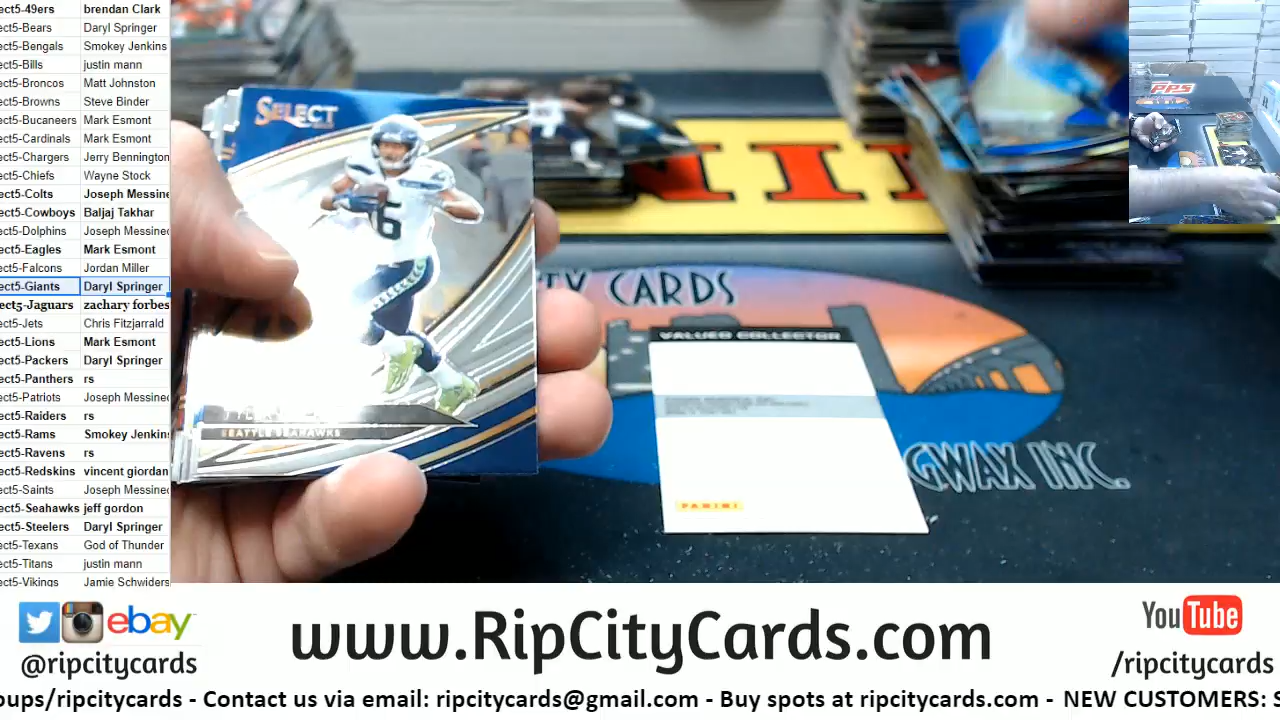 ect5-49ers brendan Clark
ect5-Bears Daryl Springer
ect5-Bengals Smokey Jenkins
ect5-Bills justin mann
ect5-Broncos Matt Johnston
ect5-Browns Steve Binder
ect5-Bucaneers Mark Esmont
ect5-Cardinals Mark Esmont
ect5-Chargers Jerry Bennington
ect5-Chiefs Wayne Stock
ect5-Colts Joseph Messine
ect5-Cowboys Baljaj Takhar
ect5-Dolphins Joseph Messine
ect5-Eagles Mark Esmont
ect5-Falcons Jordan Miller
ect5-Giants Daryl Springer
ect5-Jaguars zachary forbes
ect5-Jets Chris Fitzjarrald
ect5-Lions Mark Esmont
ect5-Packers Daryl Springer
ect5-Panthers rs
ect5-Patriots Joseph Messine
ect5-Raiders rs
ect5-Rams Smokey Jenkin
ect5-Ravens rs
ect5-Redskins vincent giordan
ect5-Saints Joseph Messine
ect5-Seahawks jeff gordon
ect5-Steelers Daryl Springer
ect5-Texans God of Thunder
ect5-Titans justin mann
ect5-Vikings Jamie Schwiders
SELECT
16
SEATTLE SEAHAWKS
INI
TY CARDS
VALUED COLLECTOR
PANINI
GWAX INC.
PPS
ebay
@ripcitycards
www.RipCityCards.com
YouTube
/ripcitycards
oups/ripcitycards - Contact us via email: ripcitycards@gmail.com - Buy spots at ripcitycards.com - NEW CUSTOMERS: S